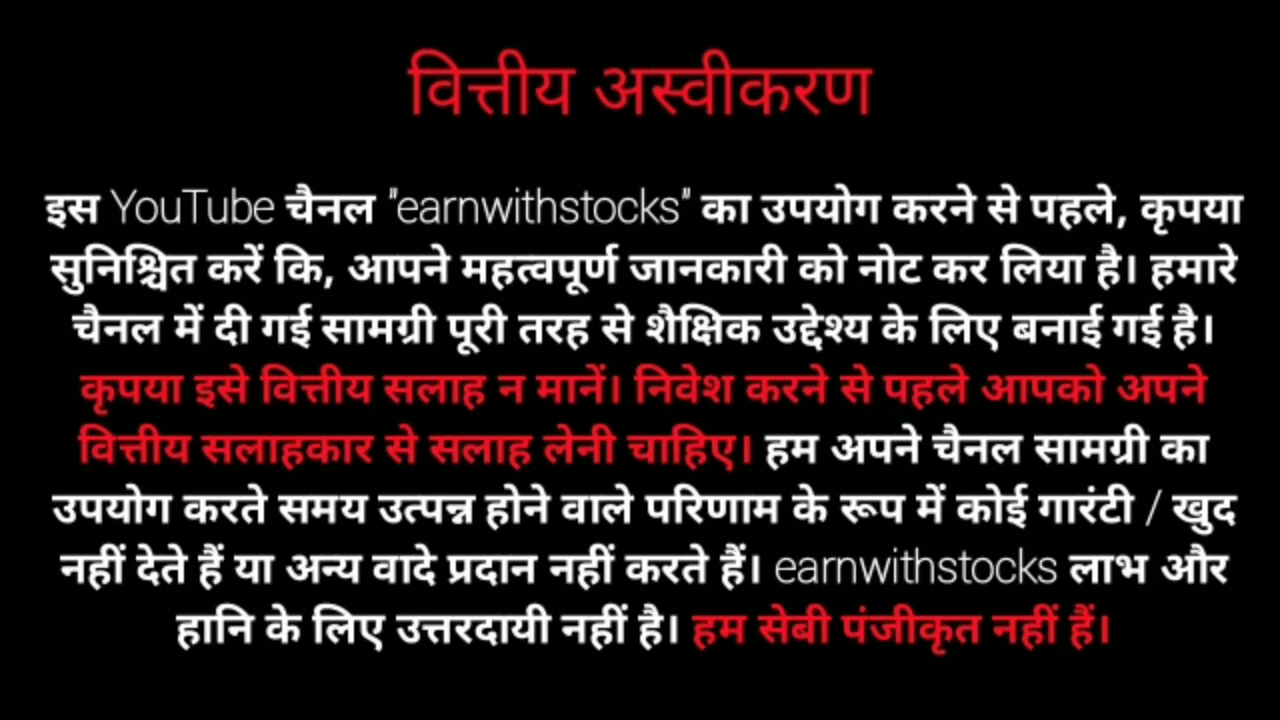 वित्तीय अस्वीकरण
इस YouTube चैनल "earnwithstocks" का उपयोग करने से पहले, कृपया
सुनिश्चित करें कि, आपने महत्वपूर्ण जानकारी को नोट कर लिया है। हमारे
चैनल में दी गई सामग्री पूरी तरह से शैक्षिक उद्देश्य के लिए बनाई गई है।
कृपया इसे वित्तीय सलाह न मानें। निवेश करने से पहले आपको अपने
वित्तीय सलाहकार से सलाह लेनी चाहिए। हम अपने चैनल सामग्री का
उपयोग करते समय उत्पन्न होने वाले परिणाम के रूप में कोई गारंटी / खुद
नहीं देते हैं या अन्य वादे प्रदान नहीं करते हैं। earnwithstocks लाभ और
हानि के लिए उत्तरदायी नहीं है। हम सेबी पंजीकृत नहीं हैं।